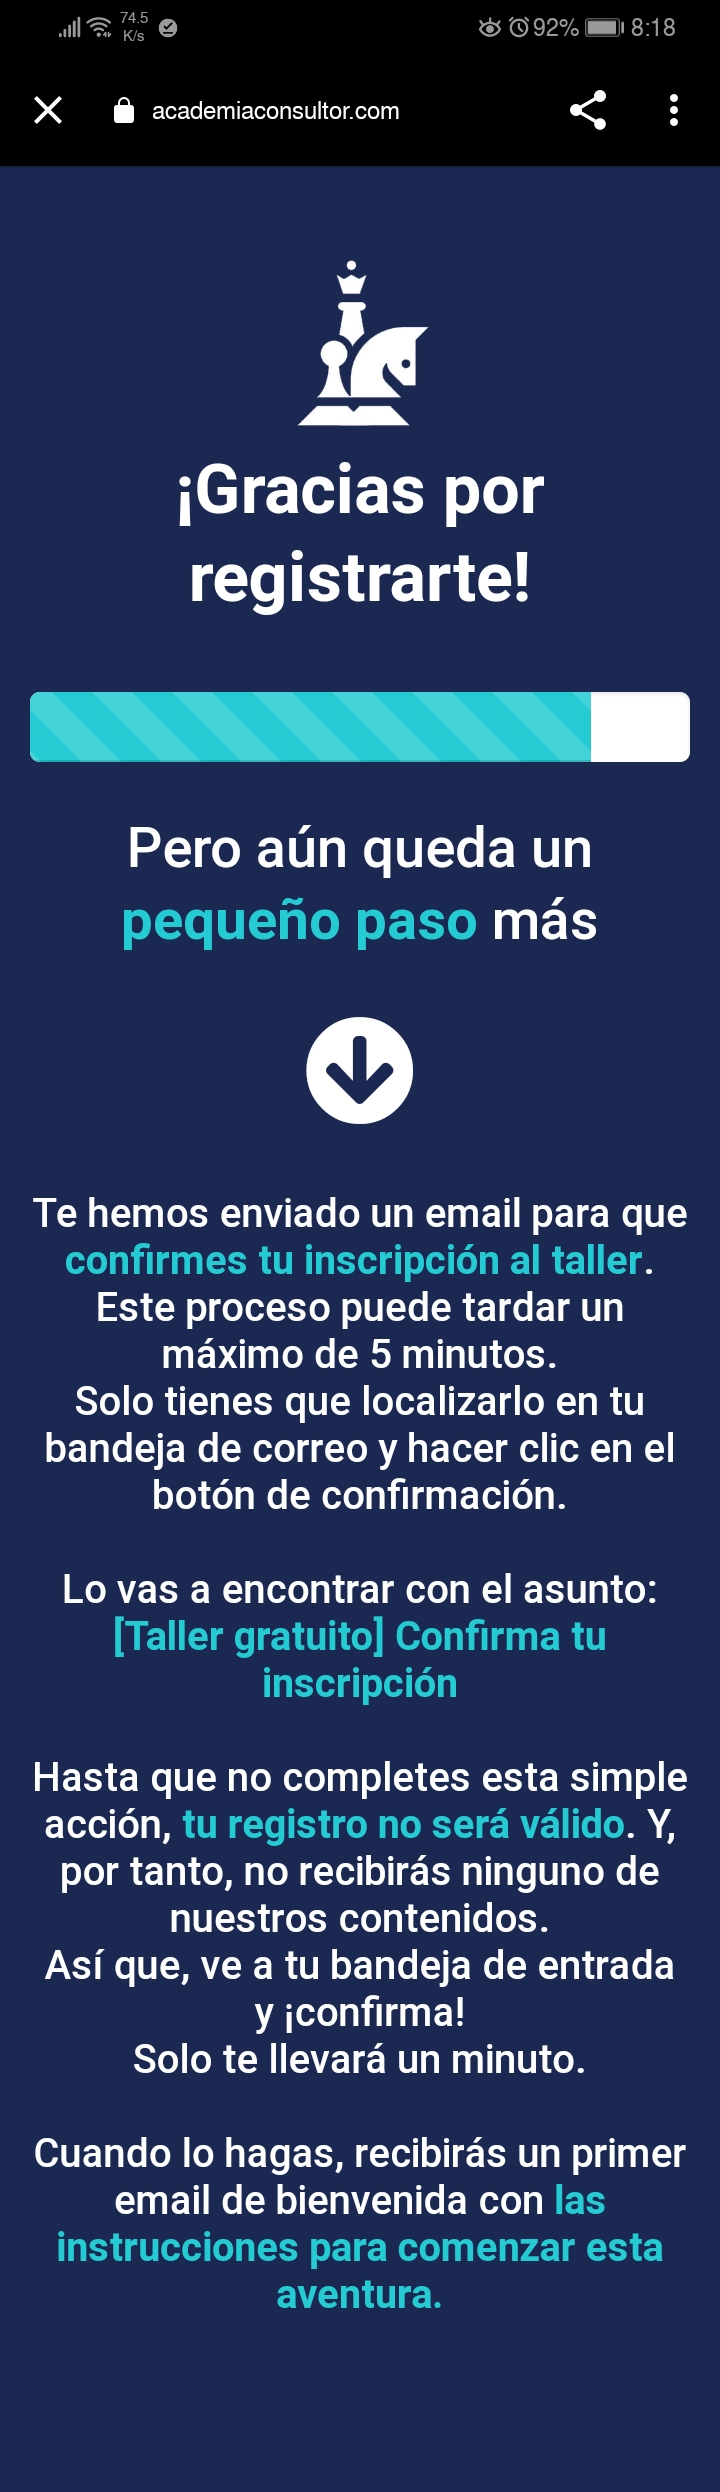 74.5
K/s
92%
8:18
academiaconsultor.com
¡Gracias por
registrarte!
Pero aún queda un
pequeño paso más
Te hemos enviado un email para que
confirmes tu inscripción al taller.
Este proceso puede tardar un
máximo de 5 minutos.
Solo tienes que localizarlo en tu
bandeja de correo y hacer clic en el
botón de confirmación.
Lo vas a encontrar con el asunto:
[Taller gratuito] Confirma tu
inscripción
Hasta que no completes esta simple
acción, tu registro no será válido. Y,
por tanto, no recibirás ninguno de
nuestros contenidos.
Así que, ve a tu bandeja de entrada
y ¡confirma!
Solo te llevará un minuto.
Cuando lo hagas, recibirás un primer
email de bienvenida con las
instrucciones para comenzar esta
aventura.